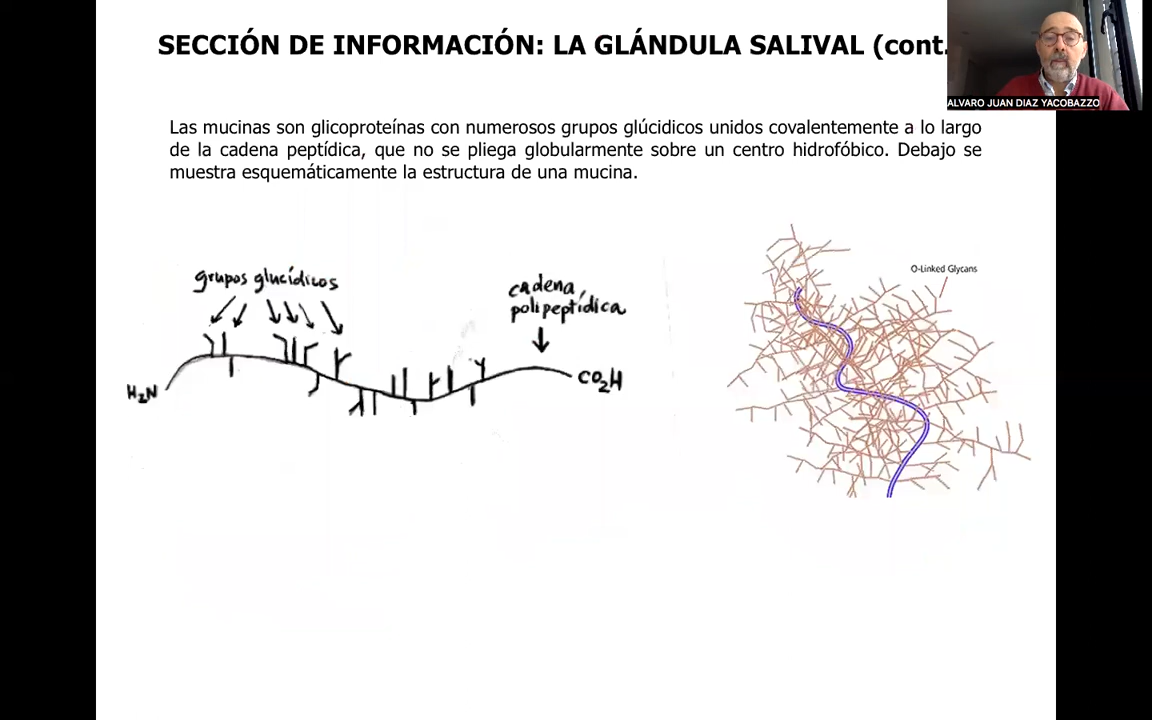 SECCIÓN DE INFORMACIÓN: LA GLÁNDULA SALIVAL (cont.
ALVARO JUAN DIAZ YACOBAZZO
Las mucinas son glicoproteínas con numerosos grupos glúcidicos unidos covalentemente a lo largo
de la cadena peptídica, que no se pliega globularmente sobre un centro hidrofóbico. Debajo se
muestra esquemáticamente la estructura de una mucina.
grupos glucídicos
cadena
polipeptídica
H₂N
CO₂H
O-Linked Glycans